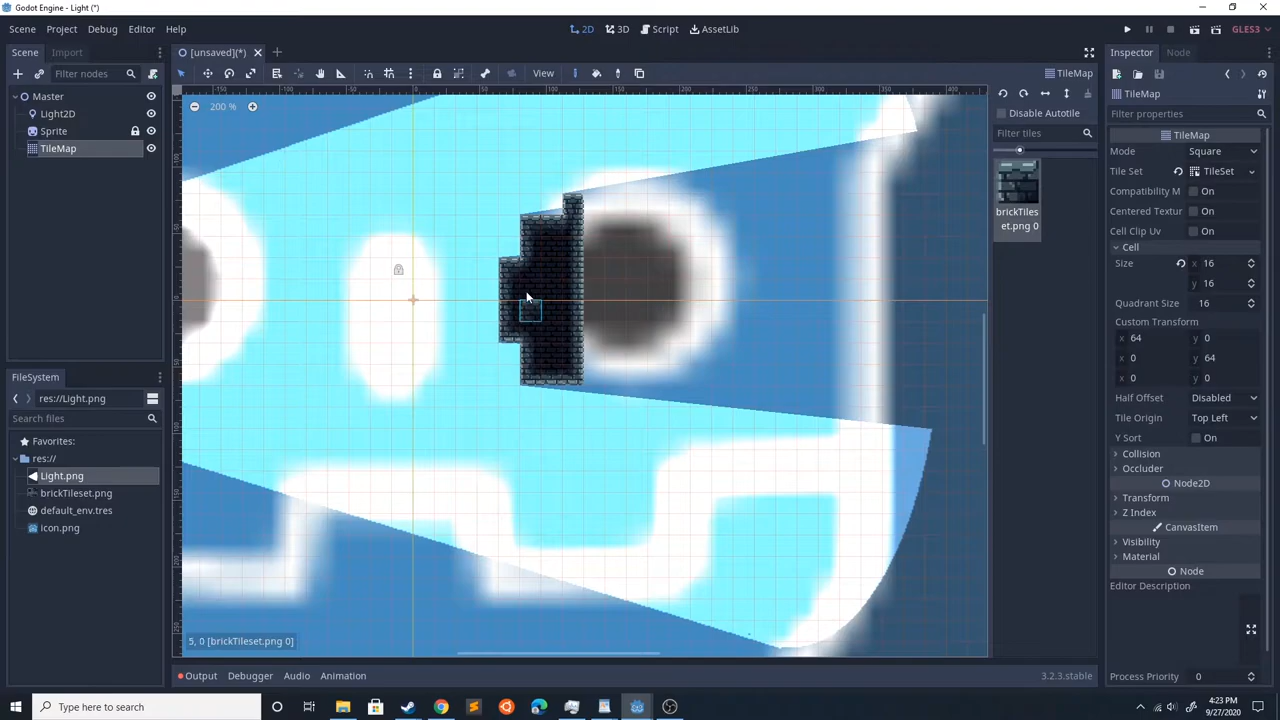 Godot Engine - Light (*)
Scene Project Debug Editor Help
2D 3D Script AssetLib
GLES3
Scene Import
Filter nodes
Master
Light2D
Sprite
TileMap
[unsaved](*)
View
TileMap
200 %
Disable Autotile
Filter tiles
brickTiles
et.png 0
5, 0 [brickTileset.png 0]
FileSystem
res://Light.png
Search files
Favorites:
res://
Light.png
brickTileset.png
default_env.tres
icon.png
Output Debugger Audio Animation
3.2.3.stable
Inspector Node
TileMap
Filter properties
TileMap
Mode Square
Tile Set TileSet
Compatibility M On
Centered Textur On
Cell Clip Uv On
Cell
Size x 16
y 16
Quadrant Size 16
Custom Transform
x 64 y 0
x 0 y 64
x 0 y 0
Half Offset Disabled
Tile Origin Top Left
Y Sort On
Collision
Occluder
Node2D
Transform
Z Index
CanvasItem
Visibility
Material
Node
Editor Description
Process Priority 0
Type here to search
4:23 PM
9/27/2020